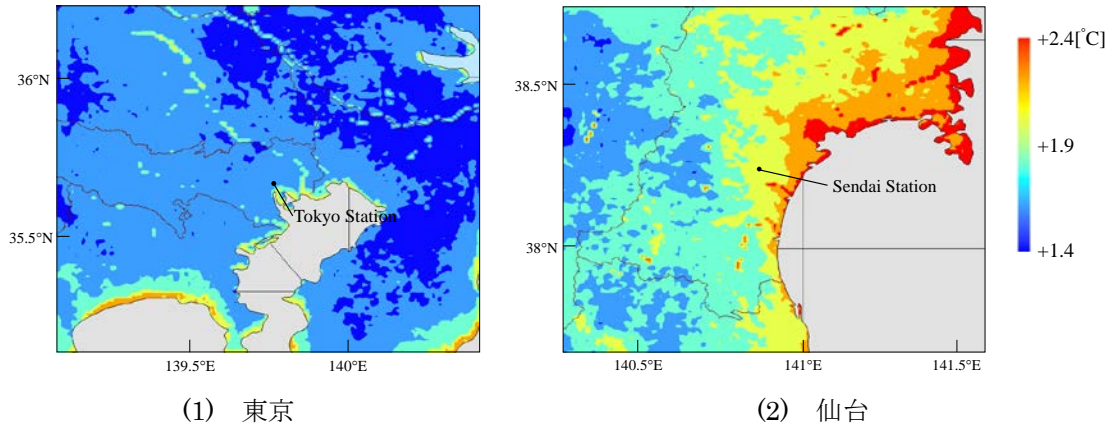 36°N
35.5°N
Tokyo Station
139.5°E
140°E
(1) 東京
38.5°N
38°N
Sendai Station
140.5°E
141°E
141.5°E
(2) 仙台
+2.4[°C]
+1.9
+1.4